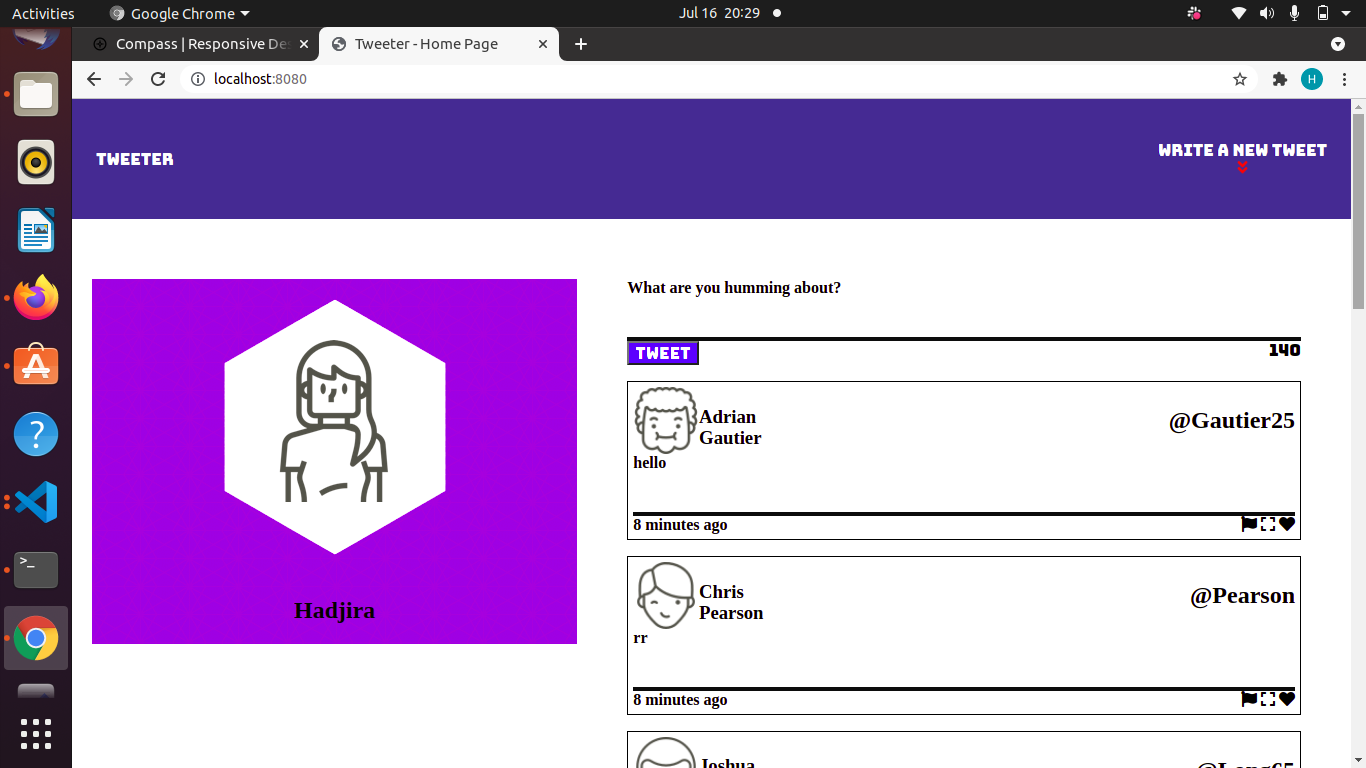 Activities
Google Chrome
Jul 16 20:29
Compass | Responsive De
Tweeter - Home Page
localhost:8080
H
TWEETER
WRITE A NEW TWEET
What are you humming about?
TWEET
140
Hadjira
Adrian
Gautier
@Gautier25
hello
8 minutes ago
Chris
Pearson
@Pearson
rr
8 minutes ago
Joshua
@Long65